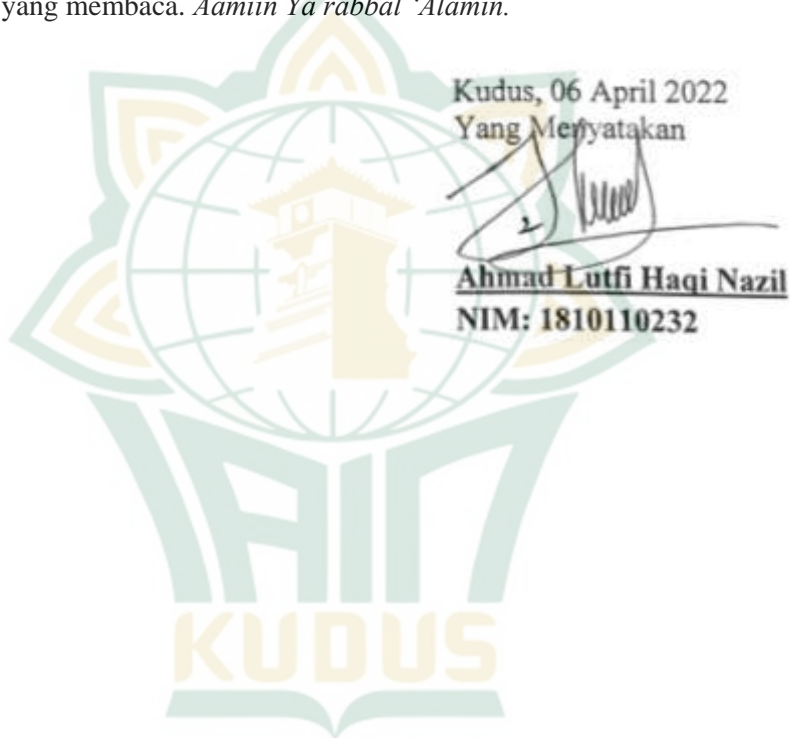 yang membaca. Aamiin Ya rabbal ‘Alamin.
Kudus, 06 April 2022
Yang Menyatakan
Ahmad Lutfi Haqi Nazil
NIM: 1810110232
IAIN
KUDUS